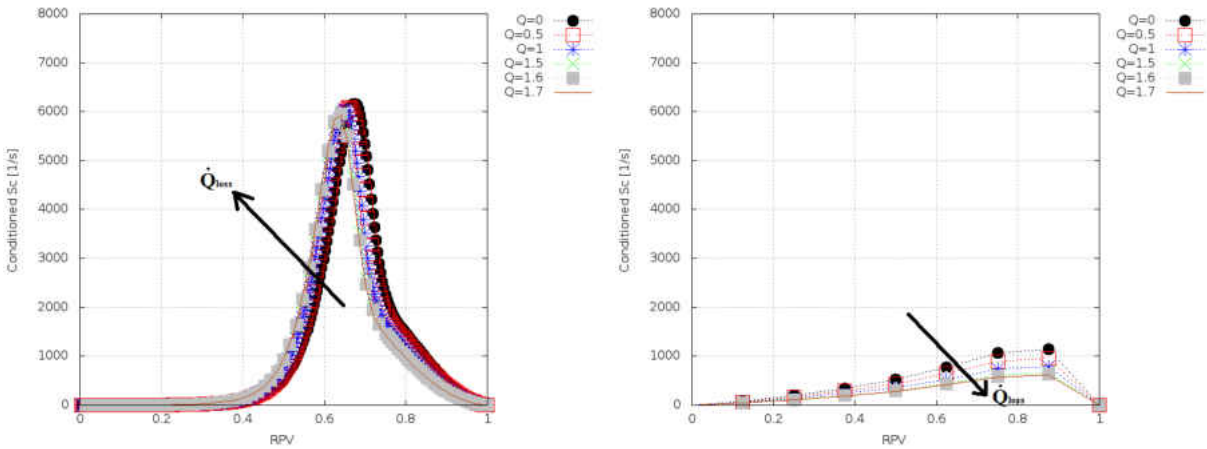 8000
7000
6000
5000
4000
3000
2000
1000
0
Conditioned Sc [1/s]
0
0.2
0.4
0.6
0.8
1
RPV
Q̇loss
Q=0
Q=0.5
Q=1
Q=1.5
Q=1.6
Q=1.7
8000
7000
6000
5000
4000
3000
2000
1000
0
Conditioned Sc [1/s]
0
0.2
0.4
0.6
0.8
1
RPV
Q̇loss
Q=0
Q=0.5
Q=1
Q=1.5
Q=1.6
Q=1.7